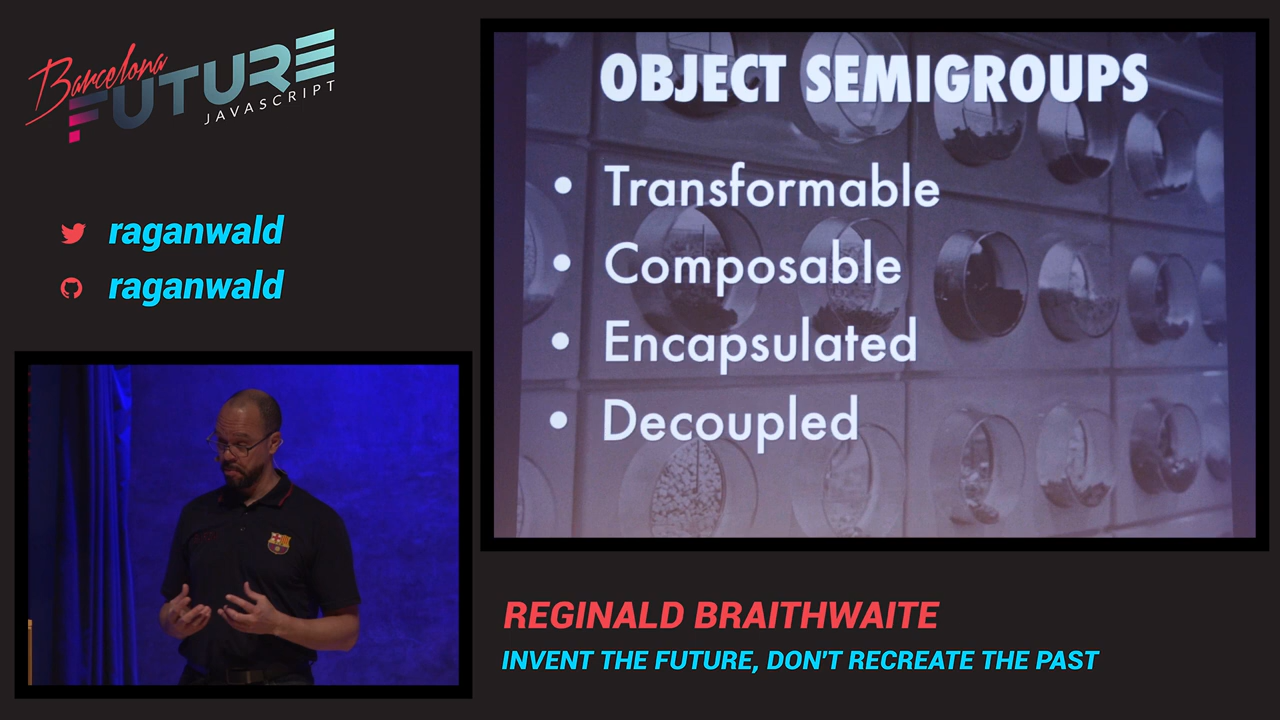 Barcelona
FUTURE
JAVASCRIPT
raganwald
raganwald
OBJECT SEMIGROUPS
• Transformable
• Composable
• Encapsulated
• Decoupled
REGINALD BRAITHWAITE
INVENT THE FUTURE, DON'T RECREATE THE PAST